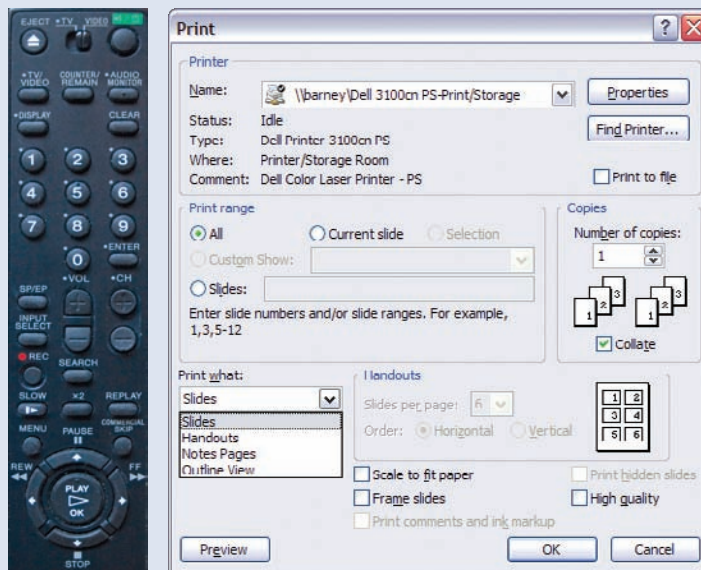 EJECT •TV VIDEO
•TV/ VIDEO COUNTER/ REMAIN •AUDIO MONITOR
•DISPLAY CLEAR
1 2 3
4 5 6
7 8 9
0 •ENTER
•VOL •CH
SP/EP
INPUT SELECT
REC SEARCH
SLOW ×2 REPLAY
MENU PAUSE COMMERCIAL SKIP
REW FF
PLAY
OK
STOP
Print
Printer
Name: \\barney\Dell 3100cn PS-Print/Storage Properties
Status: Idle
Find Printer...
Type: Dell Printer 3100cn PS
Where: Printer/Storage Room
Comment: Dell Color Laser Printer - PS Print to file
Print range
All Current slide Selection
Custom Show:
Slides:
Enter slide numbers and/or slide ranges. For example,
1,3,5-12
Copies
Number of copies:
1
1 2 3 1 2 3
Collate
Print what:
Slides
Slides
Handouts
Notes Pages
Outline View
Handouts
Slides per page: 6
Order: Horizontal Vertical
1 2
3 4
5 6
Scale to fit paper Print hidden slides
Frame slides High quality
Print comments and ink markup
Preview OK Cancel